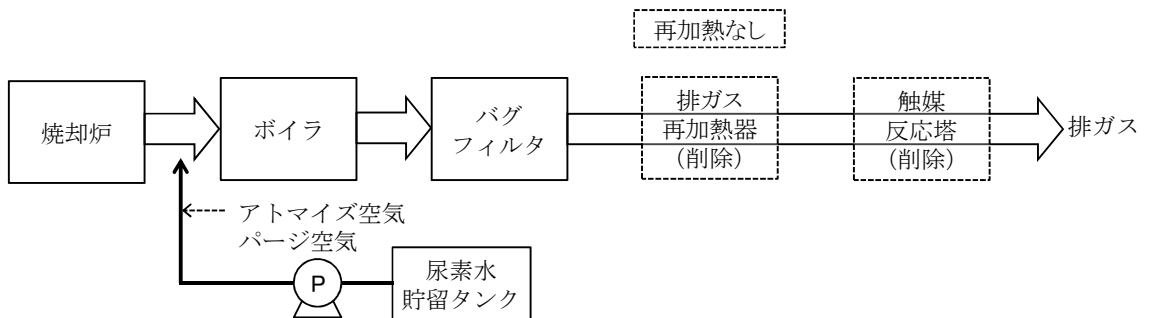 再加熱なし
焼却炉
ボイラ
バグ
フィルタ
排ガス
再加熱器
(削除)
触媒
反応塔
(削除)
排ガス
アトマイズ空気
パージ空気
P
尿素水
貯留タンク